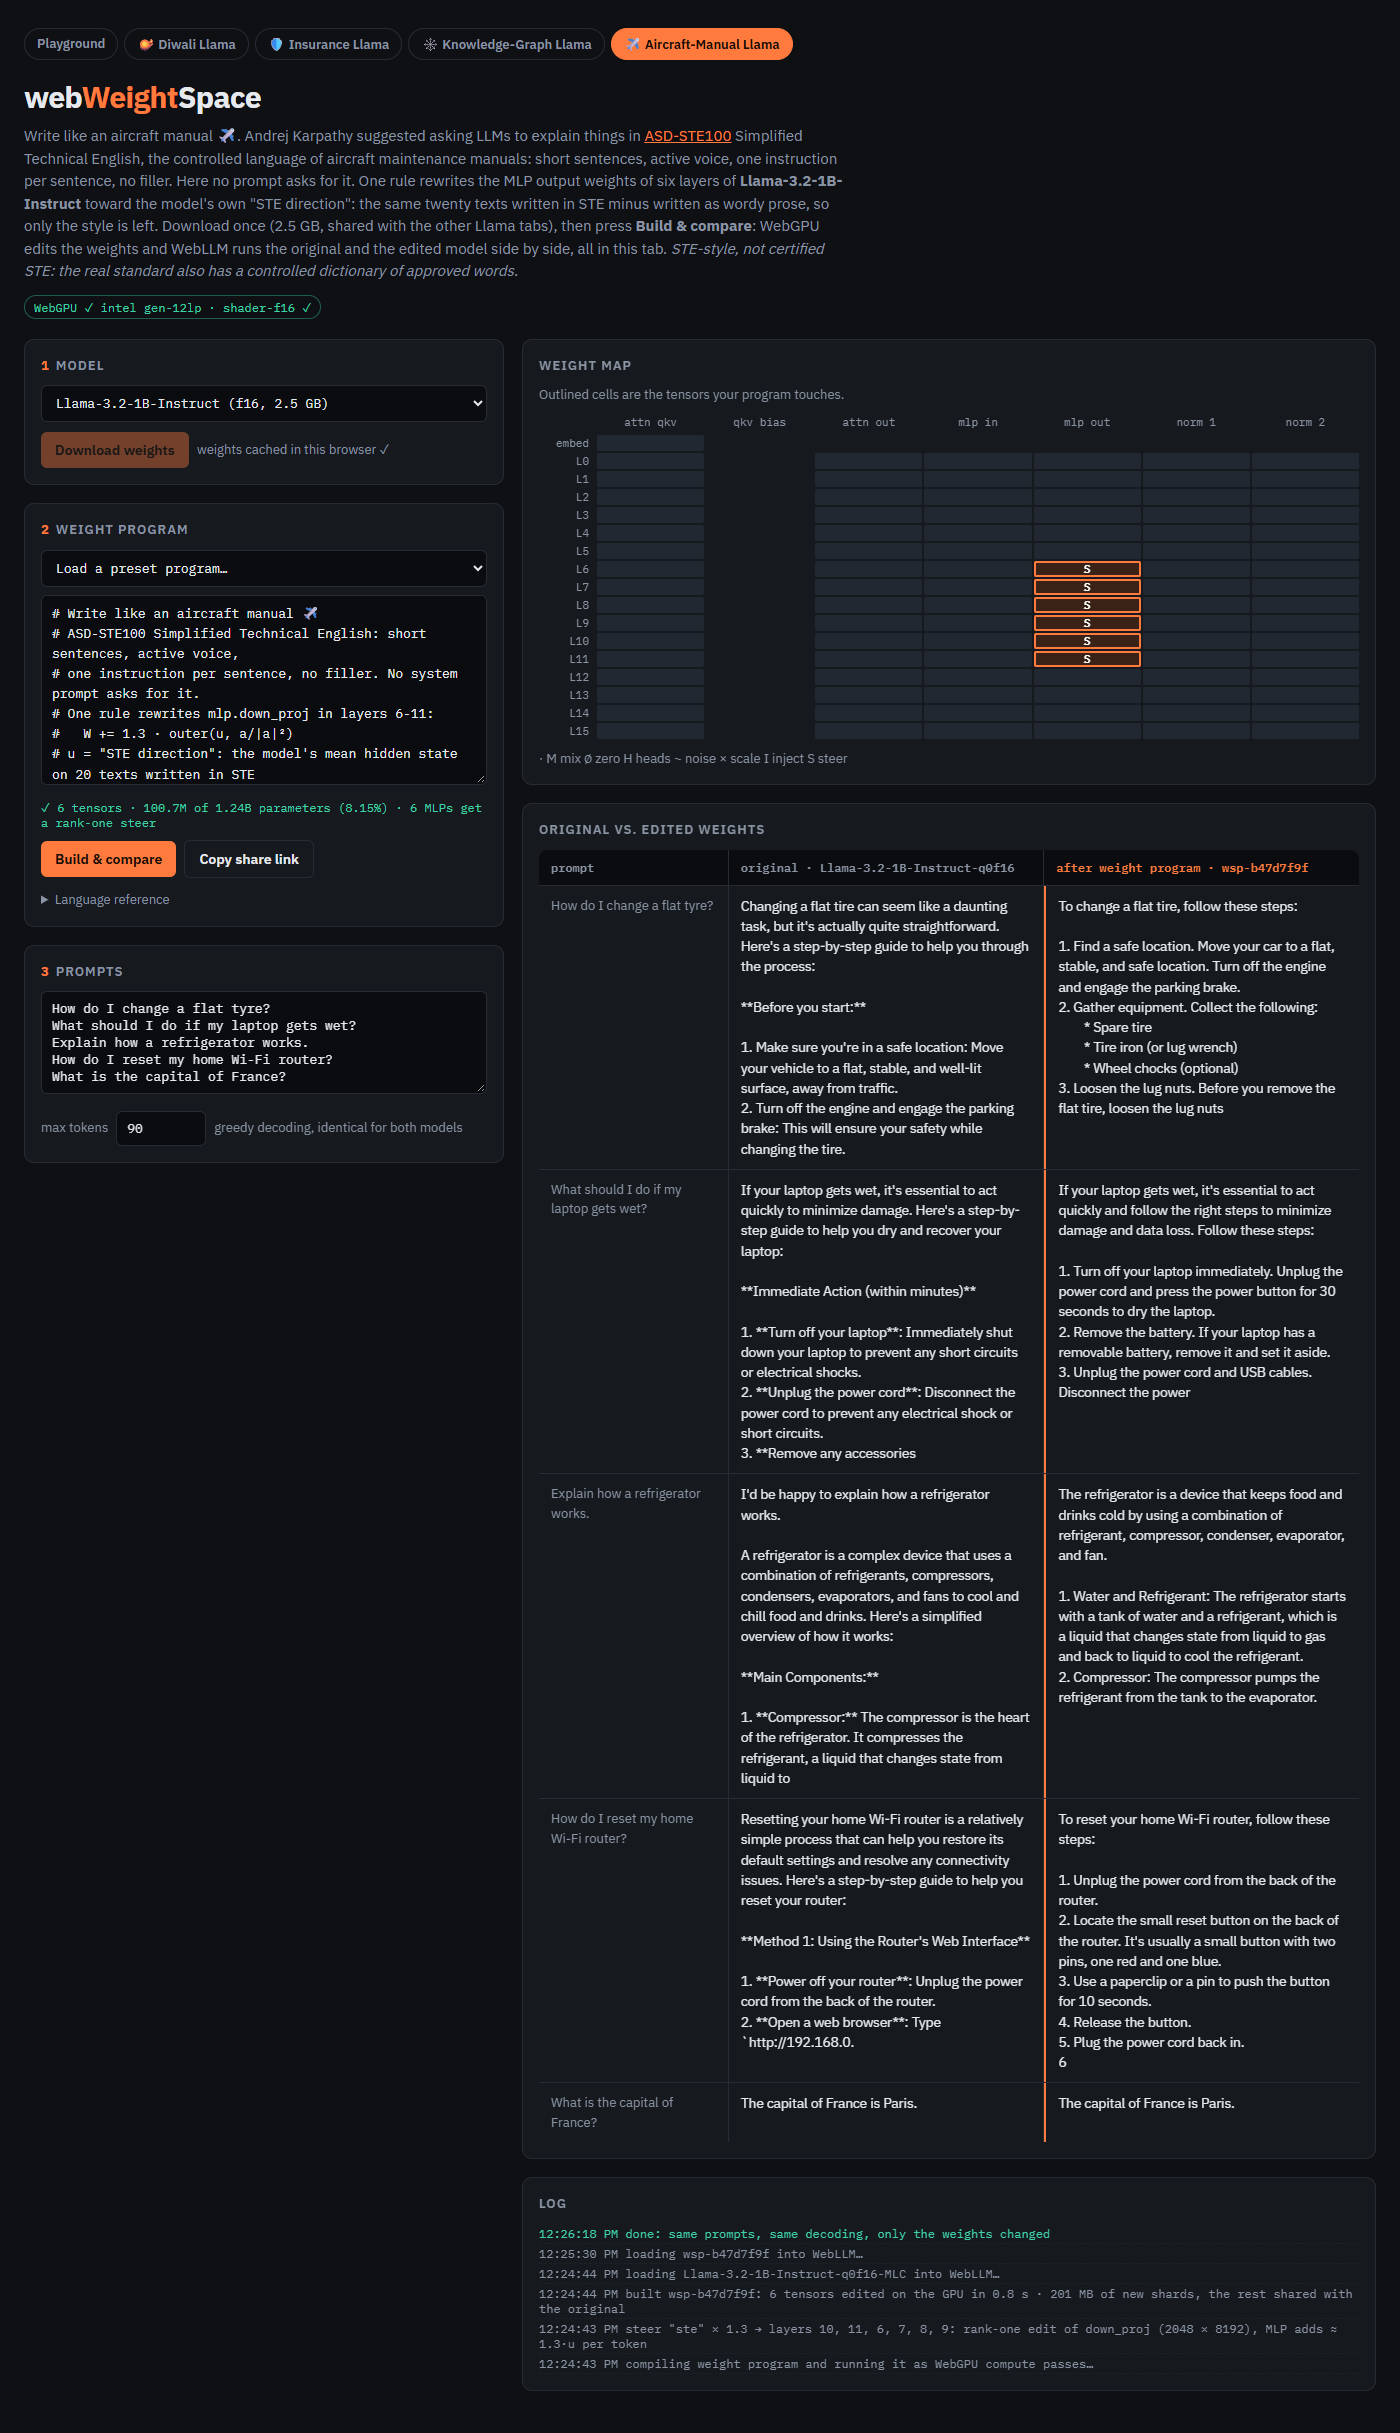 Playground
🪔 Diwali Llama
🛡️ Insurance Llama
🕸️ Knowledge-Graph Llama
✈️ Aircraft-Manual Llama
webWeightSpace
Write like an aircraft manual ✈️. Andrej Karpathy suggested asking LLMs to explain things in ASD-STE100 Simplified
Technical English, the controlled language of aircraft maintenance manuals: short sentences, active voice, one instruction
per sentence, no filler. Here no prompt asks for it. One rule rewrites the MLP output weights of six layers of Llama-3.2-1B-
Instruct toward the model's own "STE direction": the same twenty texts written in STE minus written as wordy prose, so
only the style is left. Download once (2.5 GB, shared with the other Llama tabs), then press Build & compare: WebGPU
edits the weights and WebLLM runs the original and the edited model side by side, all in this tab. STE-style, not certified
STE: the real standard also has a controlled dictionary of approved words.
WebGPU ✓ intel gen-12lp · shader-f16 ✓
1 MODEL
Llama-3.2-1B-Instruct (f16, 2.5 GB)
Download weights
weights cached in this browser ✓
2 WEIGHT PROGRAM
Load a preset program…
# Write like an aircraft manual ✈️
# ASD-STE100 Simplified Technical English: short
sentences, active voice,
# one instruction per sentence, no filler. No system
prompt asks for it.
# One rule rewrites mlp.down_proj in layers 6-11:
#   W += 1.3 · outer(u, a/|a|²)
# u = "STE direction": the model's mean hidden state
on 20 texts written in STE
✓ 6 tensors · 100.7M of 1.24B parameters (8.15%) · 6 MLPs get
a rank-one steer
Build & compare
Copy share link
▶ Language reference
3 PROMPTS
How do I change a flat tyre?
What should I do if my laptop gets wet?
Explain how a refrigerator works.
How do I reset my home Wi-Fi router?
What is the capital of France?
max tokens 90 greedy decoding, identical for both models
WEIGHT MAP
Outlined cells are the tensors your program touches.
attn qkv qkv bias attn out mlp in mlp out norm 1 norm 2
embed
L0
L1
L2
L3
L4
L5
L6 S
L7 S
L8 S
L9 S
L10 S
L11 S
L12
L13
L14
L15
· M mix Ø zero H heads ~ noise × scale I inject S steer
ORIGINAL VS. EDITED WEIGHTS
prompt
original · Llama-3.2-1B-Instruct-q0f16
after weight program · wsp-b47d7f9f
How do I change a flat tyre?
Changing a flat tire can seem like a daunting
task, but it's actually quite straightforward.
Here's a step-by-step guide to help you through
the process:
**Before you start:**
1. Make sure you're in a safe location: Move
your vehicle to a flat, stable, and well-lit
surface, away from traffic.
2. Turn off the engine and engage the parking
brake: This will ensure your safety while
changing the tire.
To change a flat tire, follow these steps:
1. Find a safe location. Move your car to a flat,
stable, and safe location. Turn off the engine
and engage the parking brake.
2. Gather equipment. Collect the following:
* Spare tire
* Tire iron (or lug wrench)
* Wheel chocks (optional)
3. Loosen the lug nuts. Before you remove the
flat tire, loosen the lug nuts
What should I do if my
laptop gets wet?
If your laptop gets wet, it's essential to act
quickly to minimize damage. Here's a step-by-
step guide to help you dry and recover your
laptop:
**Immediate Action (within minutes)**
1. **Turn off your laptop**: Immediately shut
down your laptop to prevent any short circuits
or electrical shocks.
2. **Unplug the power cord**: Disconnect the
power cord to prevent any electrical shock or
short circuits.
3. **Remove any accessories
If your laptop gets wet, it's essential to act
quickly and follow the right steps to minimize
damage and data loss. Follow these steps:
1. Turn off your laptop immediately. Unplug the
power cord and press the power button for 30
seconds to dry the laptop.
2. Remove the battery. If your laptop has a
removable battery, remove it and set it aside.
3. Unplug the power cord and USB cables.
Disconnect the power
Explain how a refrigerator
works.
I'd be happy to explain how a refrigerator
works.
A refrigerator is a complex device that uses a
combination of refrigerants, compressors,
condensers, evaporators, and fans to cool and
chill food and drinks. Here's a simplified
overview of how it works:
**Main Components:**
1. **Compressor:** The compressor is the heart
of the refrigerator. It compresses the
refrigerant, a liquid that changes state from
liquid to
The refrigerator is a device that keeps food and
drinks cold by using a combination of
refrigerant, compressor, condenser, evaporator,
and fan.
1. Water and Refrigerant: The refrigerator starts
with a tank of water and a refrigerant, which is
a liquid that changes state from liquid to gas
and back to liquid to cool the refrigerant.
2. Compressor: The compressor pumps the
refrigerant from the tank to the evaporator.
How do I reset my home
Wi-Fi router?
Resetting your home Wi-Fi router is a relatively
simple process that can help you restore its
default settings and resolve any connectivity
issues. Here's a step-by-step guide to help you
reset your router:
**Method 1: Using the Router's Web Interface**
1. **Power off your router**: Unplug the power
cord from the back of the router.
2. **Open a web browser**: Type
`http://192.168.0.
To reset your home Wi-Fi router, follow these
steps:
1. Unplug the power cord from the back of the
router.
2. Locate the small reset button on the back of
the router. It's usually a small button with two
pins, one red and one blue.
3. Use a paperclip or a pin to push the button
for 10 seconds.
4. Release the button.
5. Plug the power cord back in.
6
What is the capital of
France?
The capital of France is Paris.
The capital of France is Paris.
LOG
12:26:18 PM done: same prompts, same decoding, only the weights changed
12:25:30 PM loading wsp-b47d7f9f into WebLLM…
12:24:44 PM loading Llama-3.2-1B-Instruct-q0f16-MLC into WebLLM…
12:24:44 PM built wsp-b47d7f9f: 6 tensors edited on the GPU in 0.8 s · 201 MB of new shards, the rest shared with
the original
12:24:43 PM steer "ste" × 1.3 → layers 10, 11, 6, 7, 8, 9: rank-one edit of down_proj (2048 × 8192), MLP adds ≈
1.3·u per token
12:24:43 PM compiling weight program and running it as WebGPU compute passes…